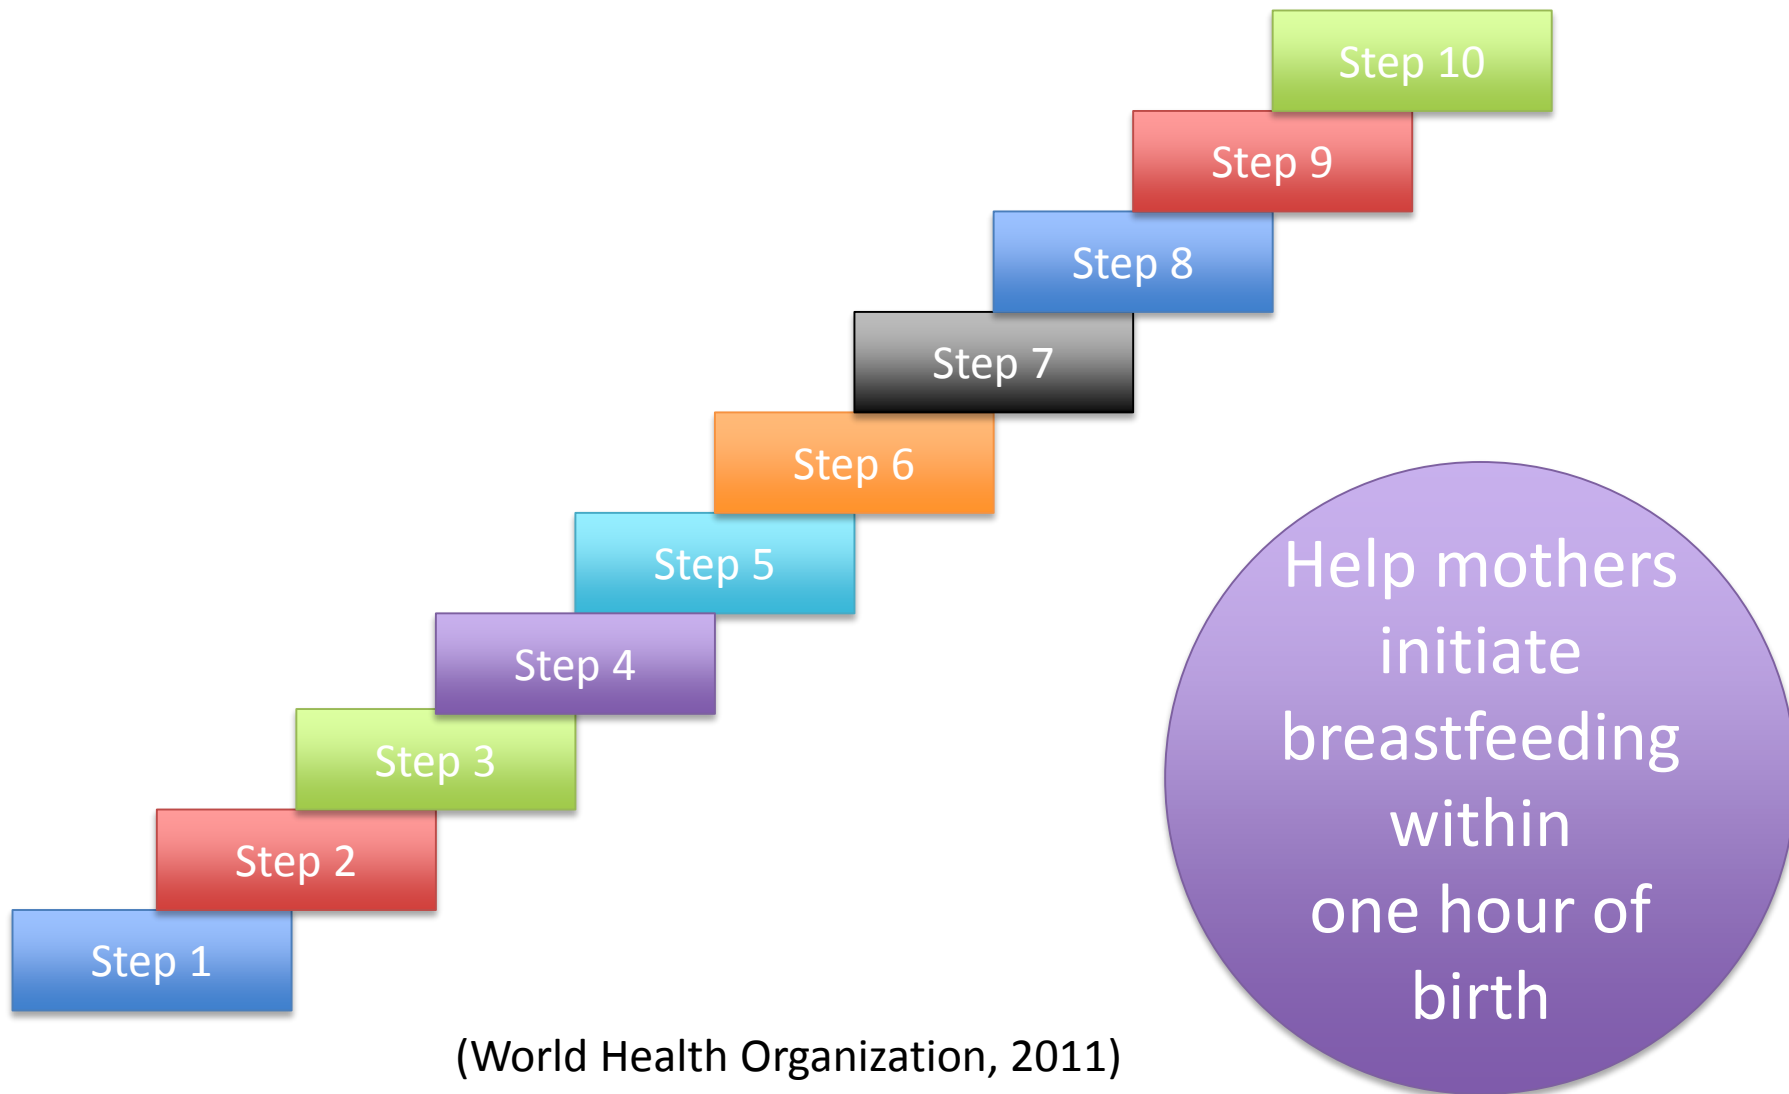 Step 10
Step 9
Step 8
Step 7
Step 6
Step 5
Step 4
Step 3
Step 2
Step 1
Help mothers
initiate
breastfeeding
within
one hour of
birth
(World Health Organization, 2011)